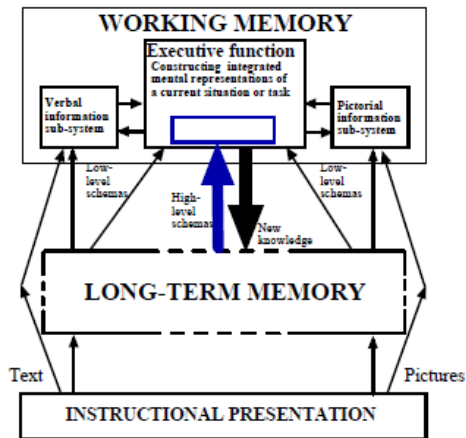 WORKING MEMORY
Executive function
Constructing integrated
mental representations of
a current situation or task
Verbal
information
sub-system
Pictorial
information
sub-system
Low-
level
schemas
High-
level
schemas
New
knowledge
Low-
level
schemas
LONG-TERM MEMORY
Text
Pictures
INSTRUCTIONAL PRESENTATION